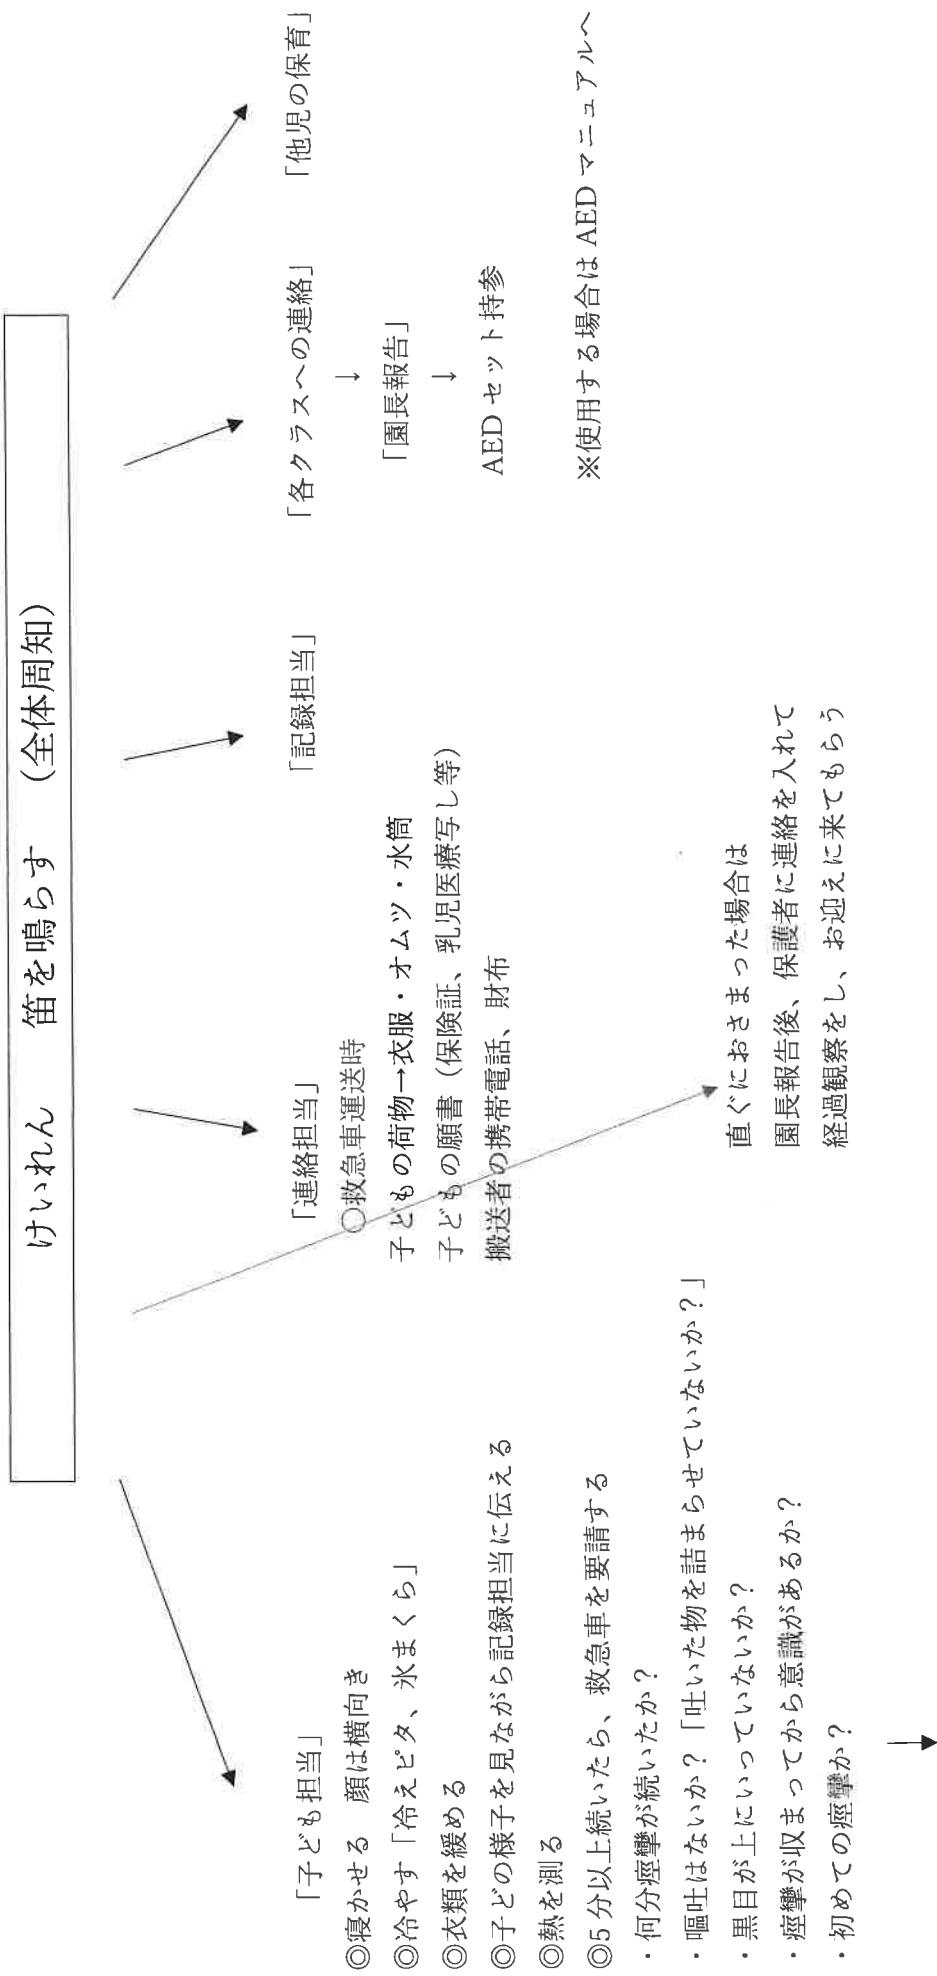 けいれん　笛を鳴らす　（全体周知）
「子ども担当」
◎寝かせる　顔は横向き
◎冷やす「冷えピタ、氷まくら」
◎衣類を緩める
◎子どの様子を見ながら記録担当に伝える
◎熱を測る
◎5分以上続いたら、救急車を要請する
・何分痙攣が続いたか？
・嘔吐はないか？「吐いた物を詰まらせていないか？」
・黒目が上にいっていないか？
・痙攣が収まってから意識があるか？
・初めての痙攣か？
↓
「連絡担当」
○救急車運送時
子どもの荷物→衣服・オムツ・水筒
子どもの願書（保険証、乳児医療写し等）
搬送者の携帯電話、財布
直ぐにおさまった場合は
園長報告後、保護者に連絡を入れて
経過観察をし、お迎えに来てもらう
「記録担当」
「各クラスへの連絡」
↓
「園長報告」
↓
AEDセット持参
※使用する場合はAEDマニュアルへ
「他児の保育」